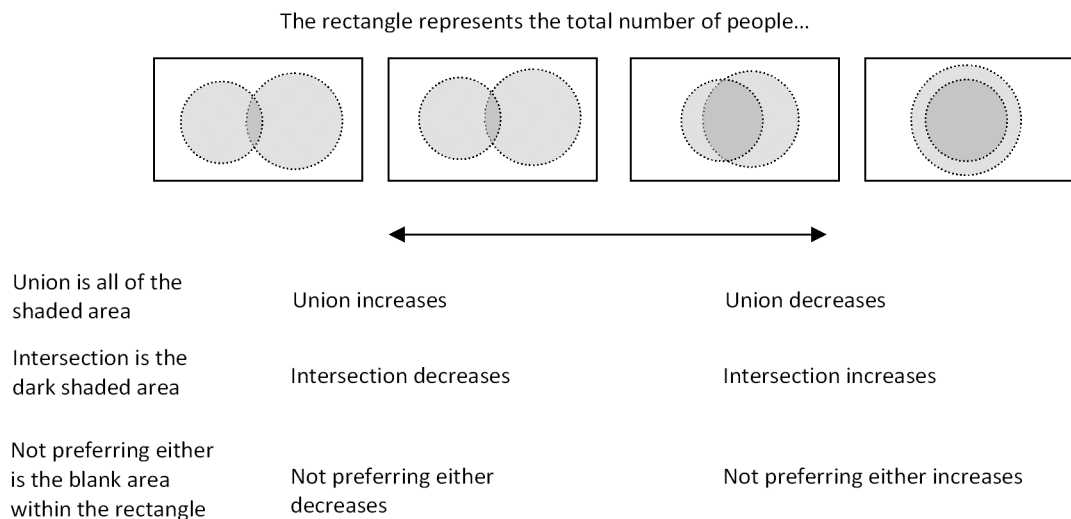 The rectangle represents the total number of people…
Union is all of the
shaded area
Union increases
Union decreases
Intersection is the
dark shaded area
Intersection decreases
Intersection increases
Not preferring either
is the blank area
within the rectangle
Not preferring either
decreases
Not preferring either increases